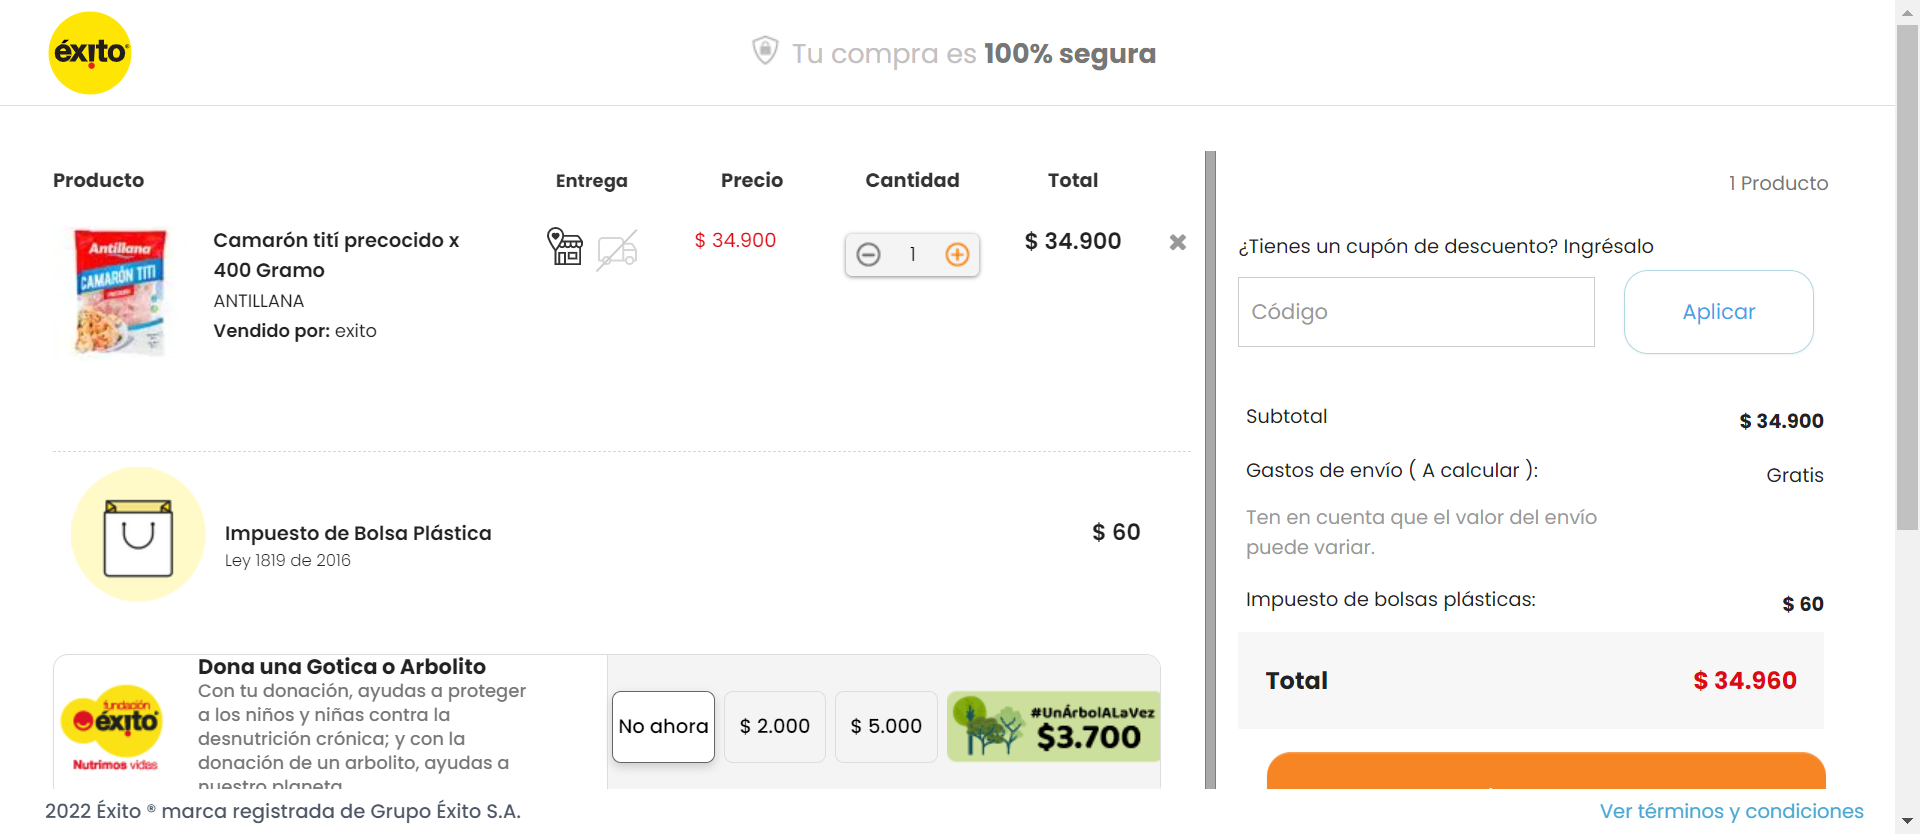 éxito
Tu compra es 100% segura
Producto
Entrega
Precio
Cantidad
Total
Antillana
CAMARÓN TITI
Camarón tití precocido x
400 Gramo
ANTILLANA
Vendido por: exito
$ 34.900
1
$ 34.900
Impuesto de Bolsa Plástica
Ley 1819 de 2016
$ 60
fundación
éxito
Nutrimos vidas
Dona una Gotica o Arbolito
Con tu donación, ayudas a proteger
a los niños y niñas contra la
desnutrición crónica; y con la
donación de un arbolito, ayudas a
nuestro planeta.
No ahora
$ 2.000
$ 5.000
#UnÁrbolALaVez
$3.700
1 Producto
¿Tienes un cupón de descuento? Ingrésalo
Código
Aplicar
Subtotal
$ 34.900
Gastos de envío ( A calcular ):
Gratis
Ten en cuenta que el valor del envío
puede variar.
Impuesto de bolsas plásticas:
$ 60
Total
$ 34.960
2022 Éxito ® marca registrada de Grupo Éxito S.A.
Ver términos y condiciones